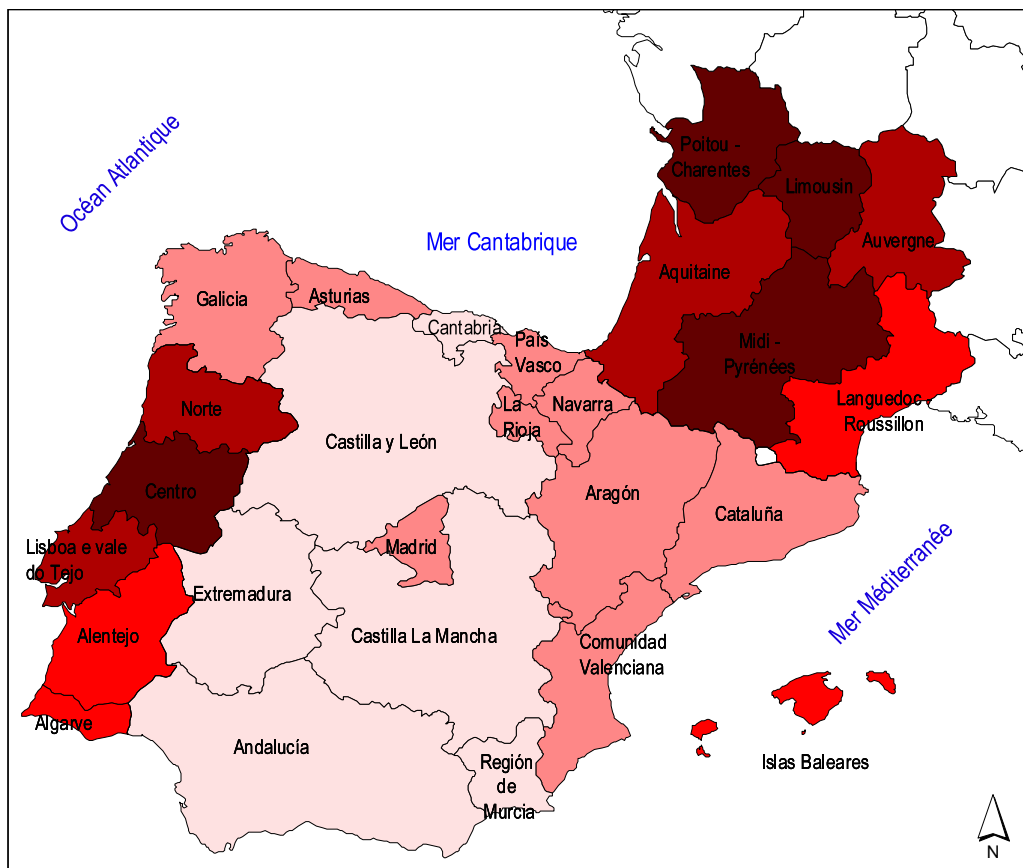 Océan Atlantique
Poitou -
Charentes
Limousin
Auvergne
Mer Cantabrique
Aquitaine
Galicia
Asturias
Cantabria
País
Vasco
Midi -
Pyrénées
Norte
La
Rioja
Navarra
Languedoc -
Roussillon
Castilla y León
Centro
Aragón
Cataluña
Lisboa e vale
do Tejo
Madrid
Mer Méditerranée
Extremadura
Alentejo
Castilla La Mancha
Comunidad
Valenciana
Algarve
Andalucía
Región
de
Murcia
Islas Baleares
N